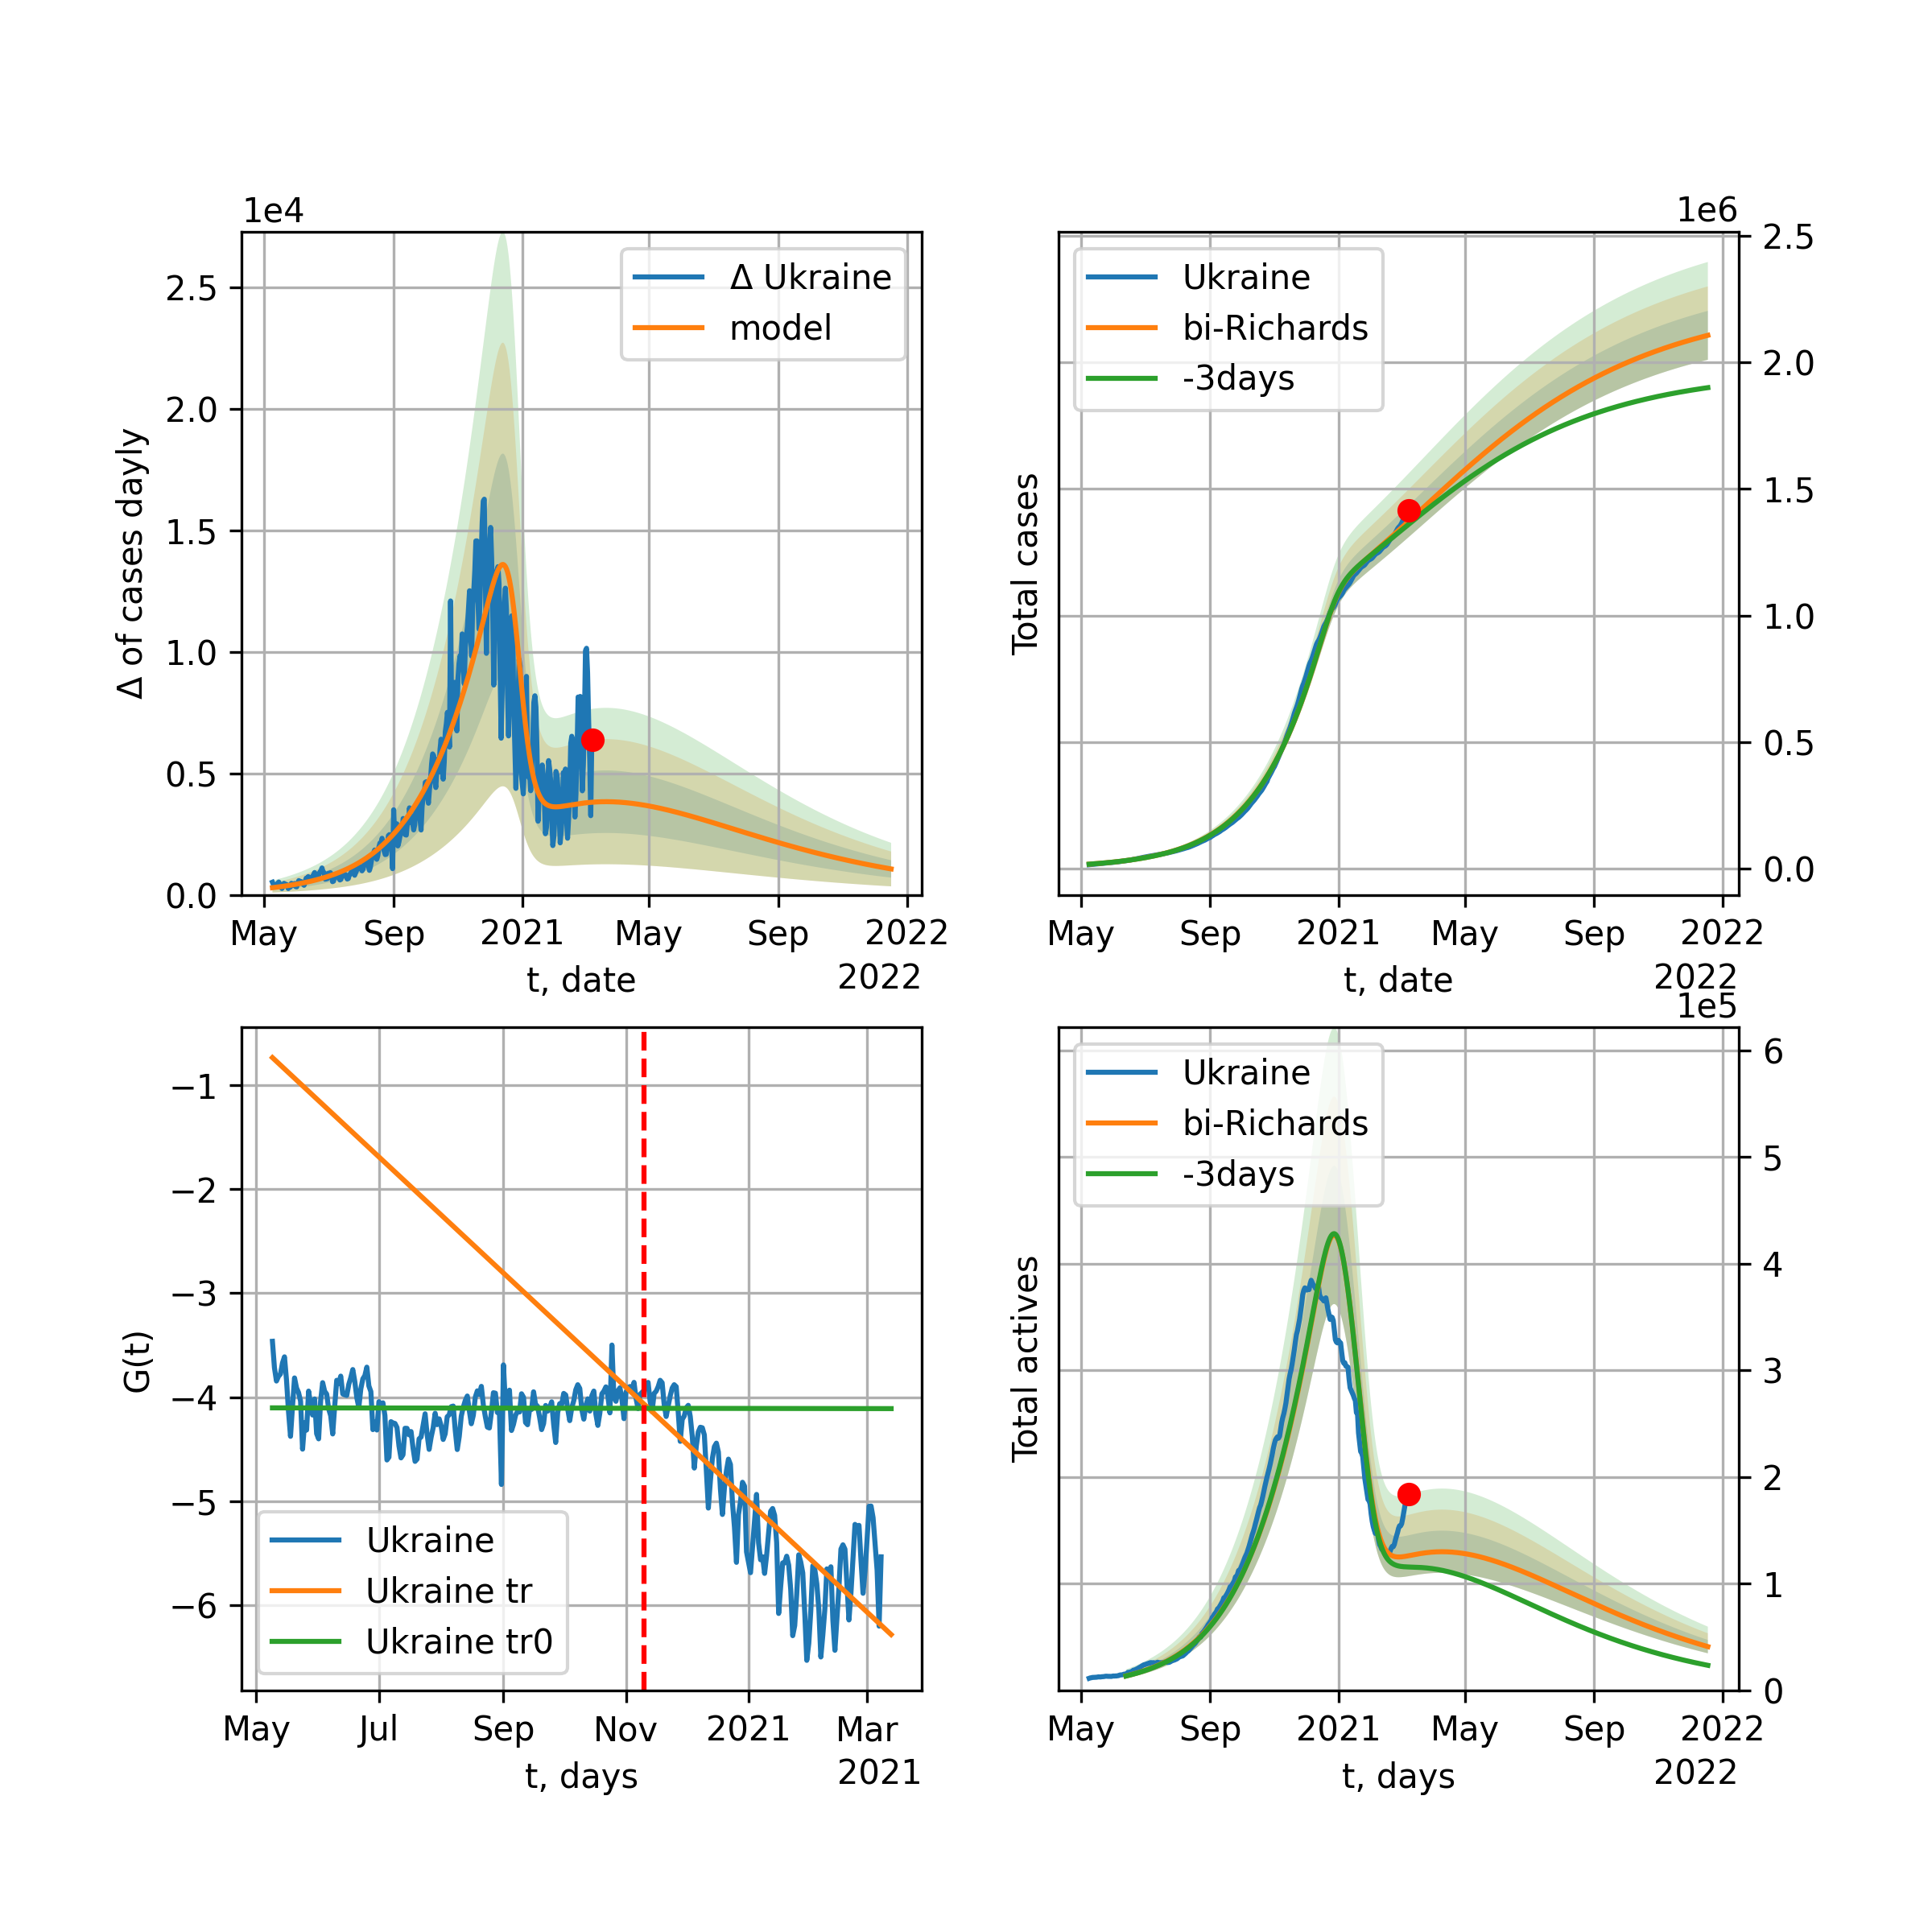 1e4
2.5
2.0
1.5
1.0
0.5
0.0
Δ of cases dayly
Δ Ukraine
model
May Sep 2021 May Sep 2022
t, date
2022
1e6
2.5
2.0
1.5
1.0
0.5
0.0
Total cases
Ukraine
bi-Richards
-3days
May Sep 2021 May Sep 2022
t, date
2022
−1
−2
−3
−4
−5
−6
G(t)
Ukraine
Ukraine tr
Ukraine tr0
May Jul Sep Nov 2021 Mar
t, days
2021
1e5
6
5
4
3
2
1
0
Total actives
Ukraine
bi-Richards
-3days
May Sep 2021 May Sep 2022
t, days
2022